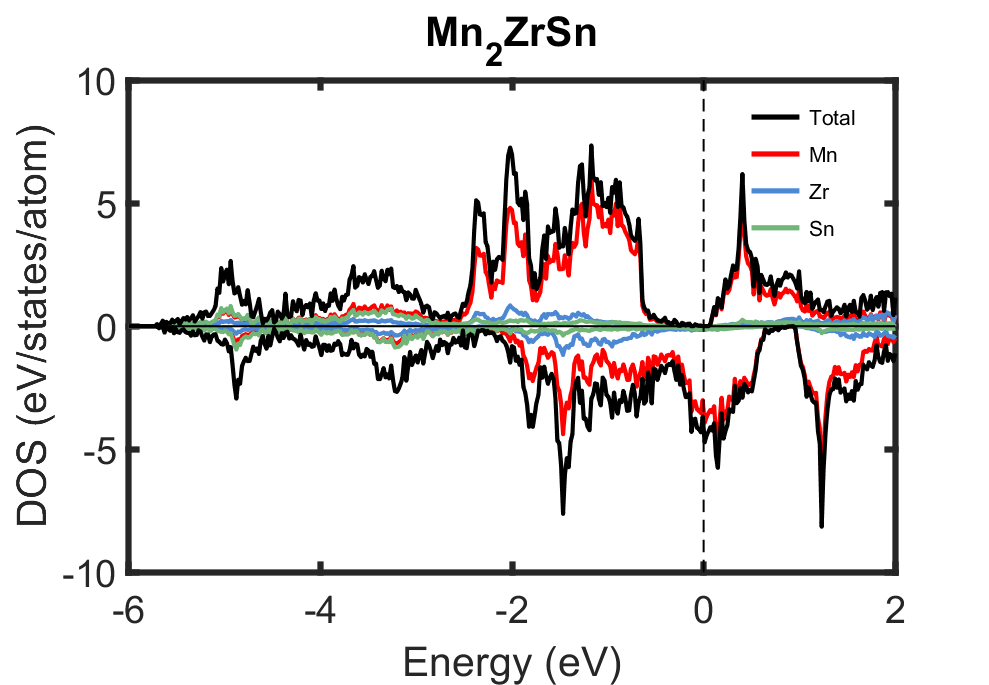 Mn₂ZrSn
10
5
0
-5
-10
DOS (eV/states/atom)
Total
Mn
Zr
Sn
-6 -4 -2 0 2
Energy (eV)